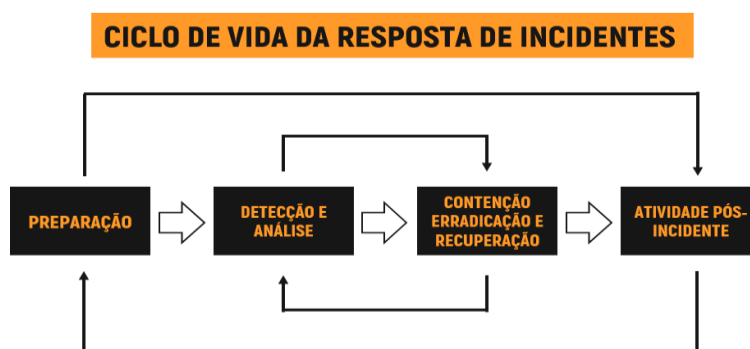 CICLO DE VIDA DA RESPOSTA DE INCIDENTES
PREPARAÇÃO
DETECÇÃO E
ANÁLISE
CONTENÇÃO
ERRADICAÇÃO E
RECUPERAÇÃO
ATIVIDADE PÓS-
INCIDENTE